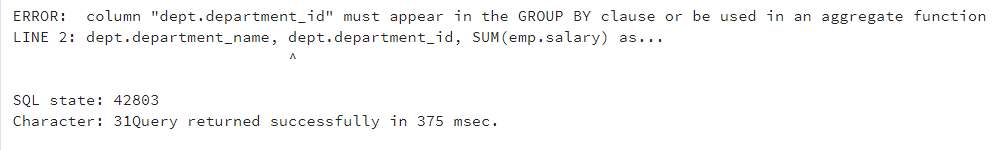 ERROR:  column "dept.department_id" must appear in the GROUP BY clause or be used in an aggregate function
LINE 2: dept.department_name, dept.department_id, SUM(emp.salary) as...
^
SQL state: 42803
Character: 31Query returned successfully in 375 msec.